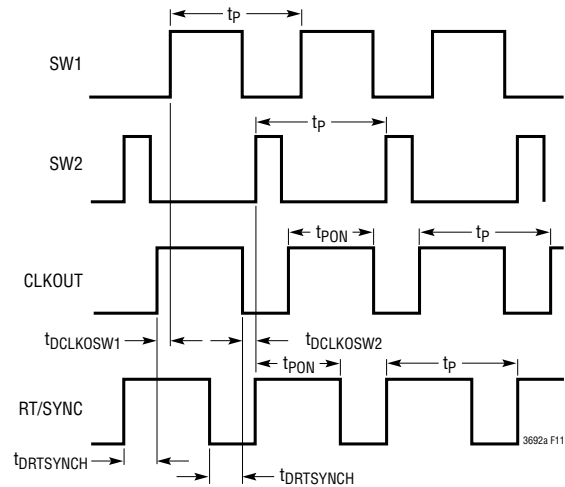 tP
SW1
tP
SW2
tPON
tP
CLKOUT
tDCLKOSW1
tDCLKOSW2
tPON
tP
RT/SYNC
3692a F11
tDRTSYNCH
tDRTSYNCH